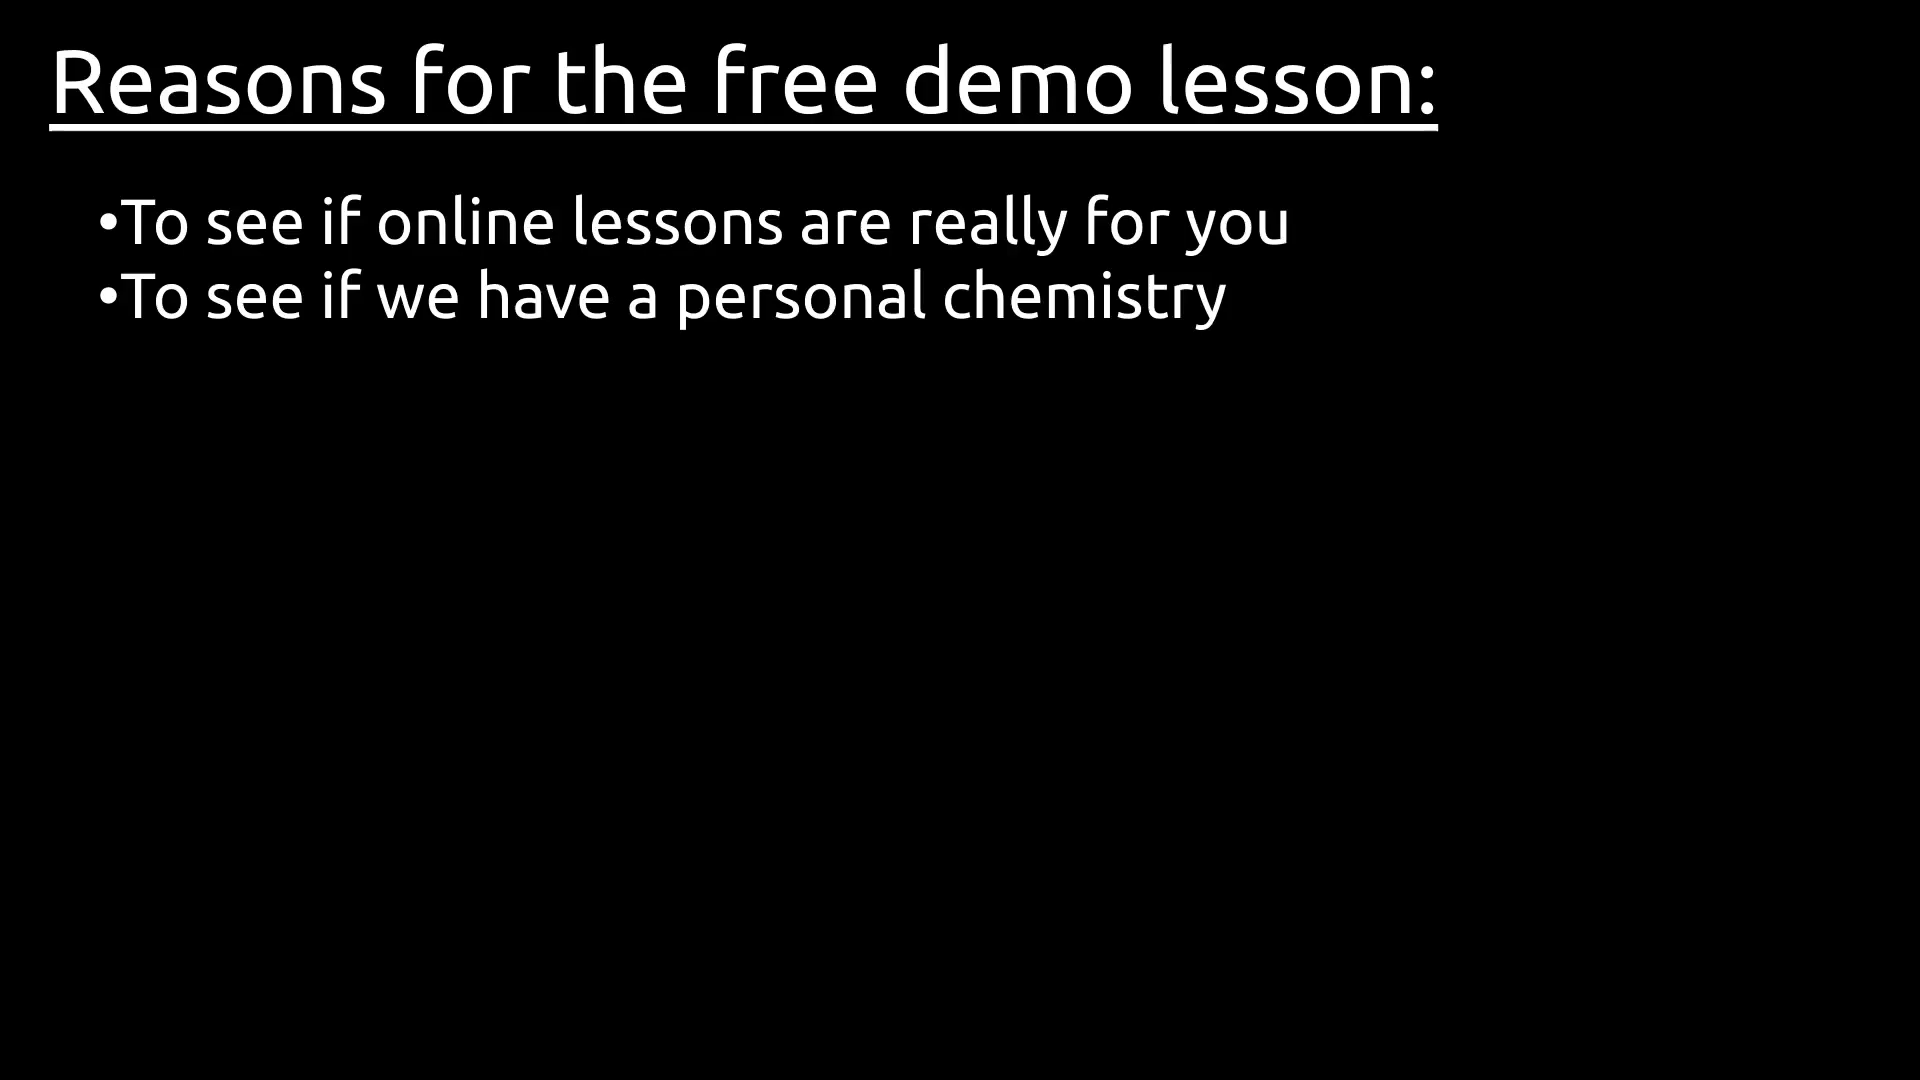 Reasons for the free demo lesson:
•To see if online lessons are really for you
•To see if we have a personal chemistry